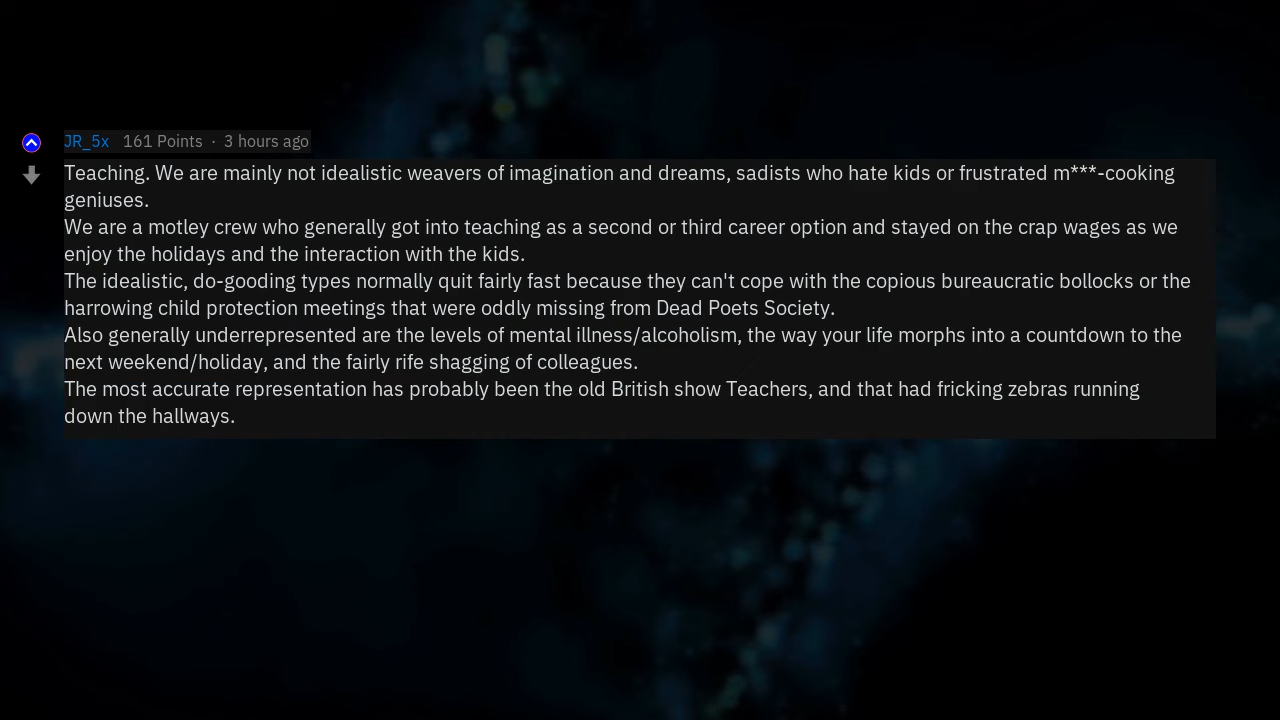 JR_5x 161 Points · 3 hours ago
Teaching. We are mainly not idealistic weavers of imagination and dreams, sadists who hate kids or frustrated m***-cooking
geniuses.
We are a motley crew who generally got into teaching as a second or third career option and stayed on the crap wages as we
enjoy the holidays and the interaction with the kids.
The idealistic, do-gooding types normally quit fairly fast because they can't cope with the copious bureaucratic bollocks or the
harrowing child protection meetings that were oddly missing from Dead Poets Society.
Also generally underrepresented are the levels of mental illness/alcoholism, the way your life morphs into a countdown to the
next weekend/holiday, and the fairly rife shagging of colleagues.
The most accurate representation has probably been the old British show Teachers, and that had fricking zebras running
down the hallways.